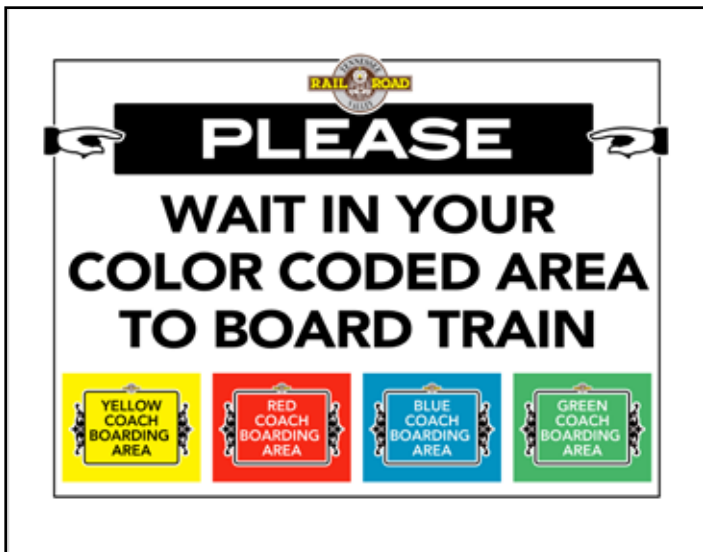 TENNESSEE
RAIL ROAD
VALLEY
PLEASE
WAIT IN YOUR
COLOR CODED AREA
TO BOARD TRAIN
YELLOW
COACH
BOARDING
AREA
RED
COACH
BOARDING
AREA
BLUE
COACH
BOARDING
AREA
GREEN
COACH
BOARDING
AREA